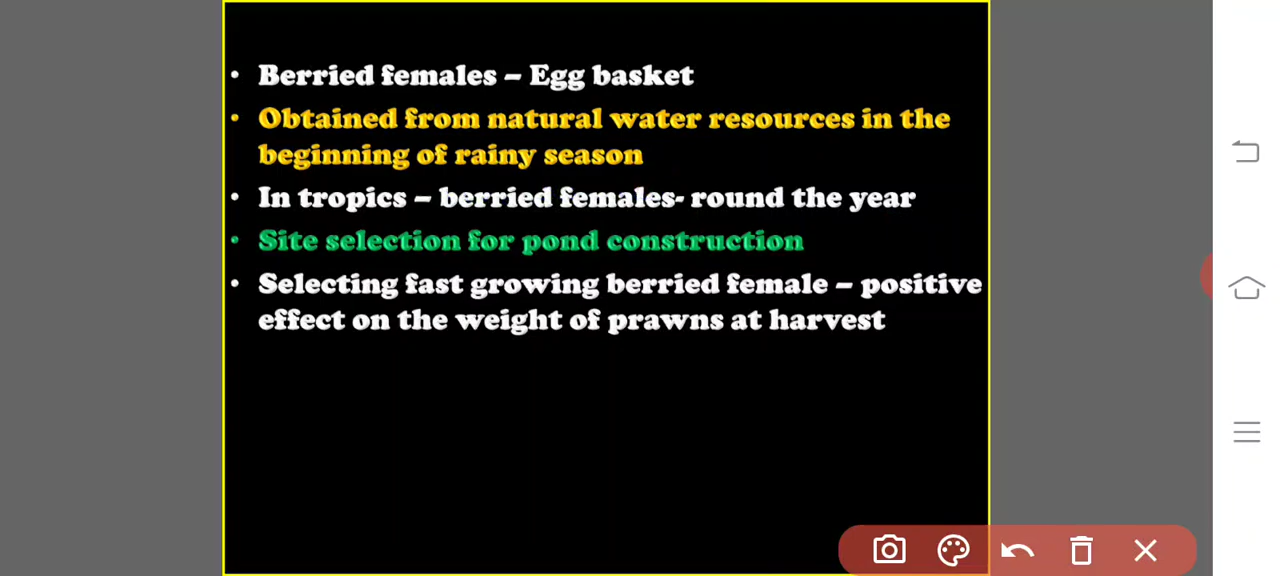 • Berried females – Egg basket
• Obtained from natural water resources in the
beginning of rainy season
• In tropics – berried females- round the year
• Site selection for pond construction
• Selecting fast growing berried female – positive
effect on the weight of prawns at harvest